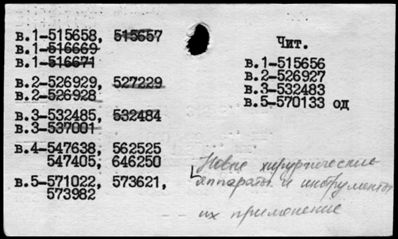 в.1-515658, 515657
в.1-516669
в.1-516671
в.2-526929, 527229
в.2-526928
в.3-532485, 532484
в.3-537001
в.4-547638, 562525
547405, 646250
в.5-571022, 573621,
573982
Чит.
в.1-515656
в.2-526927
в.3-532483
в.5-570133 од
Новые хирургические
аппараты и инструменты
их применение